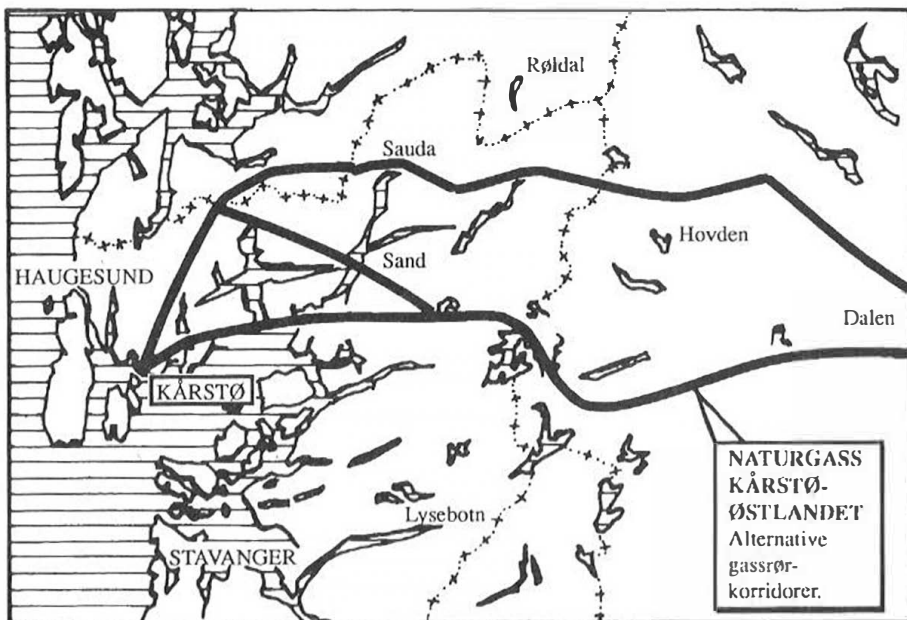 Røldal
Sauda
HAUGESUND
Sand
Hovden
Dalen
KÅRSTØ
NATURGASS
KÅRSTØ-
ØSTLANDET
Alternative
gassrør-
korridorer.
Lysebotn
STAVANGER